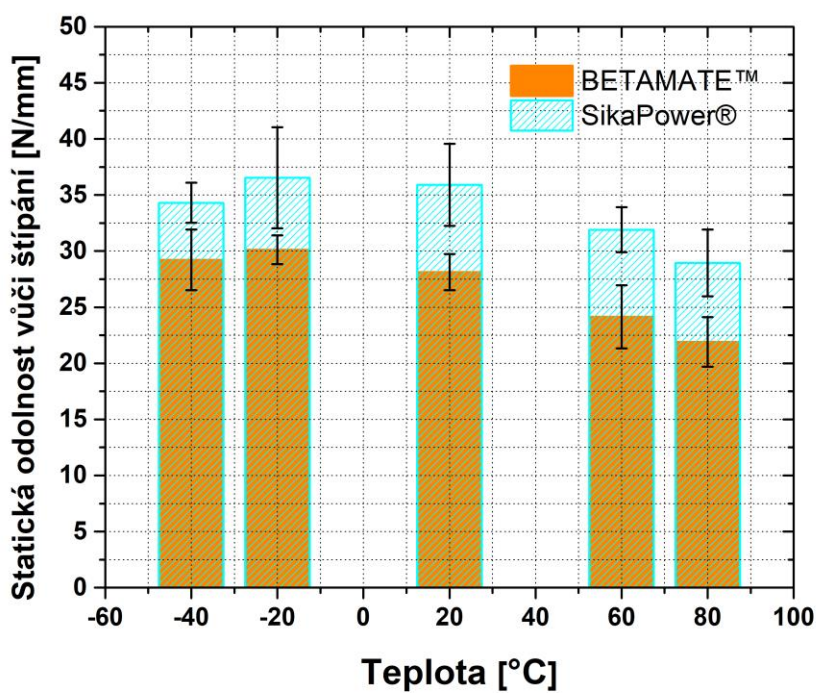 Statická odolnost vůči štípání [N/mm]
50
45
40
35
30
25
20
15
10
5
0
BETAMATE™
SikaPower®
-60 -40 -20 0 20 40 60 80 100
Teplota [°C]